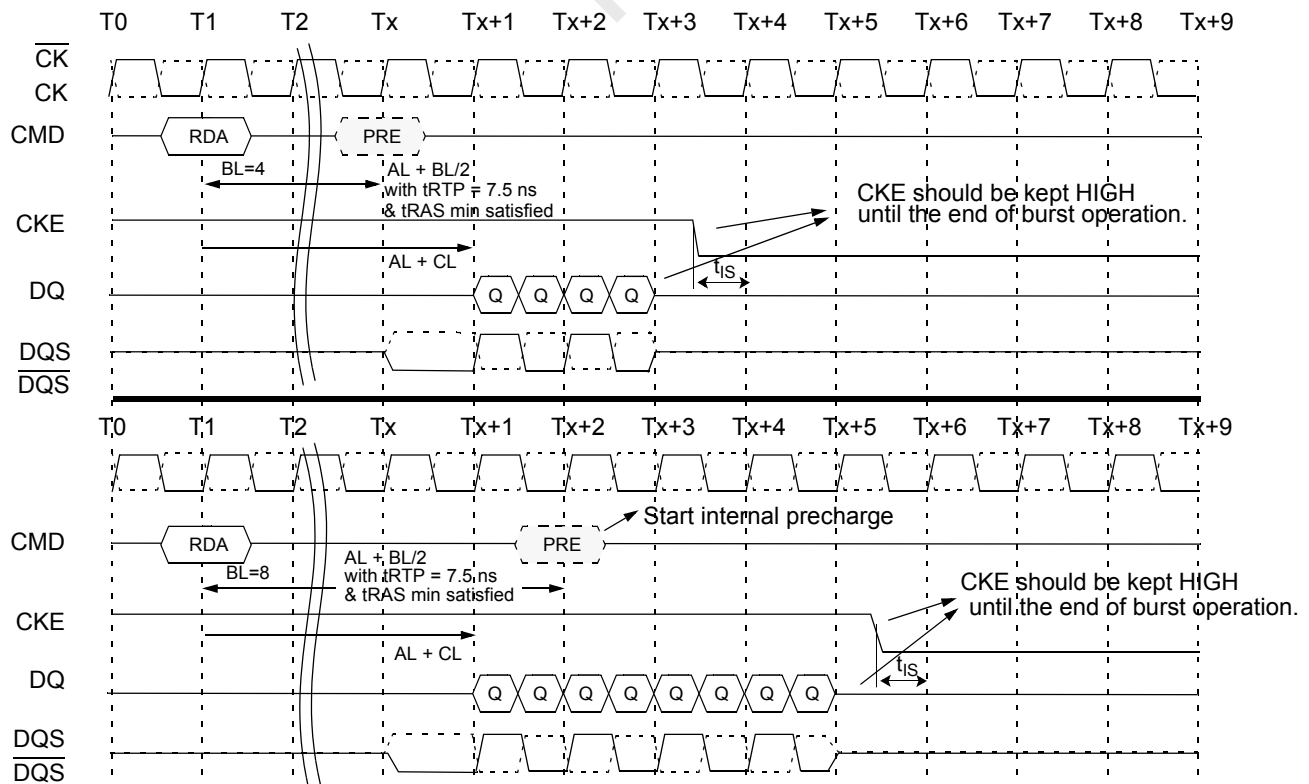 T0 T1 T2 Tx Tx+1 Tx+2 Tx+3 Tx+4 Tx+5 Tx+6 Tx+7 Tx+8 Tx+9
CK
CK
CMD RDA PRE
BL=4 AL + BL/2
with tRTP = 7.5 ns
& tRAS min satisfied
CKE should be kept HIGH
until the end of burst operation.
CKE
AL + CL
tIS
DQ Q Q Q Q
DQS
DQS
T0 T1 T2 Tx Tx+1 Tx+2 Tx+3 Tx+4 Tx+5 Tx+6 Tx+7 Tx+8 Tx+9
Start internal precharge
CMD RDA PRE
BL=8 AL + BL/2
with tRTP = 7.5 ns
& tRAS min satisfied
CKE should be kept HIGH
until the end of burst operation.
CKE
AL + CL
tIS
DQ Q Q Q Q Q Q Q Q
DQS
DQS